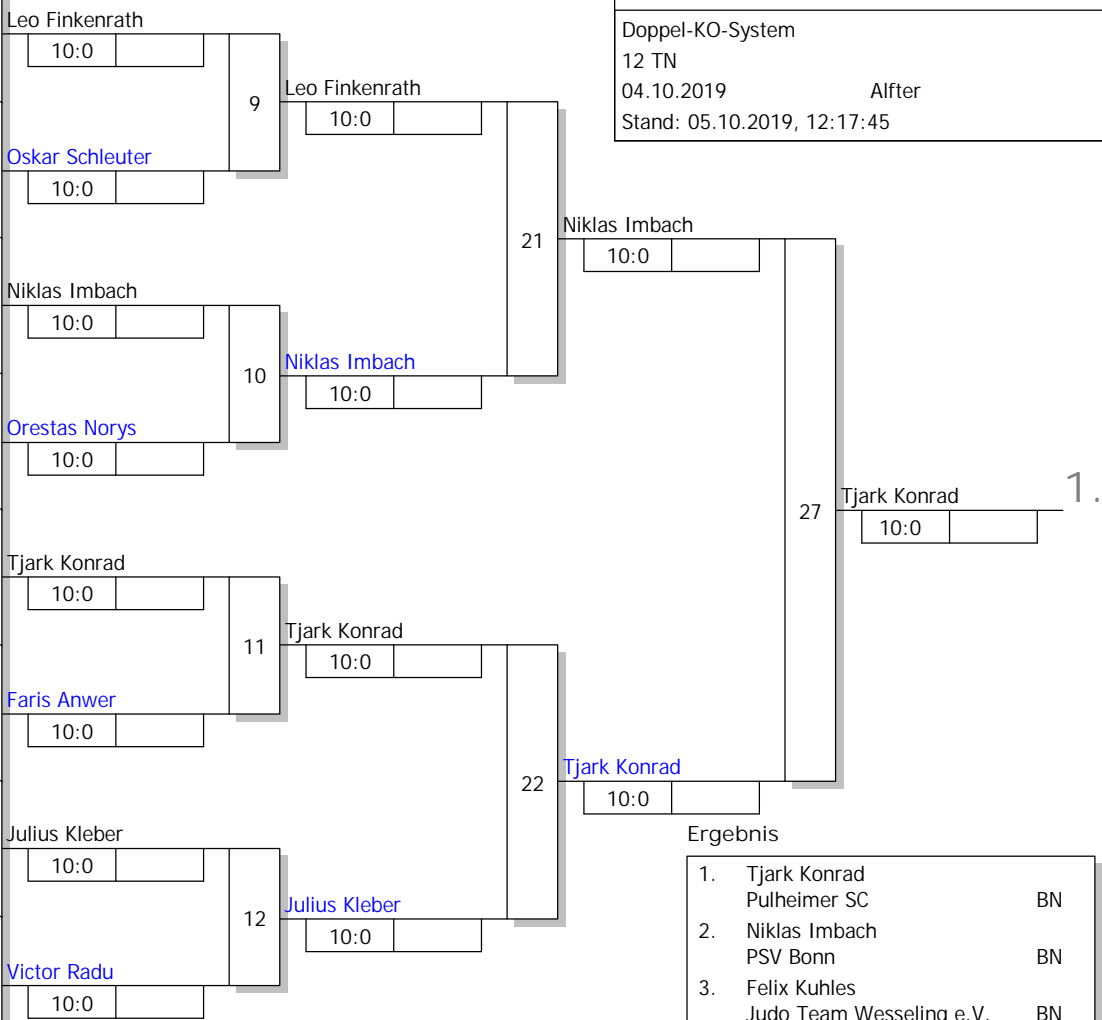 Doppel-KO-System
12 TN
04.10.2019 Alfter
Stand: 05.10.2019, 12:17:45
Leo Finkenrath
10:0
9
Oskar Schleuter
10:0
Leo Finkenrath
10:0
Niklas Imbach
10:0
10
Orestas Norys
10:0
Niklas Imbach
10:0
21
Niklas Imbach
10:0
Tjark Konrad
10:0
11
Faris Anwer
10:0
Tjark Konrad
10:0
Julius Kleber
10:0
12
Victor Radu
10:0
Julius Kleber
10:0
22
Tjark Konrad
10:0
27
Tjark Konrad
10:0
1.
Ergebnis
1. Tjark Konrad
Pulheimer SC BN
2. Niklas Imbach
PSV Bonn BN
3. Felix Kuhles
Judo Team Wesseling e.V. BN